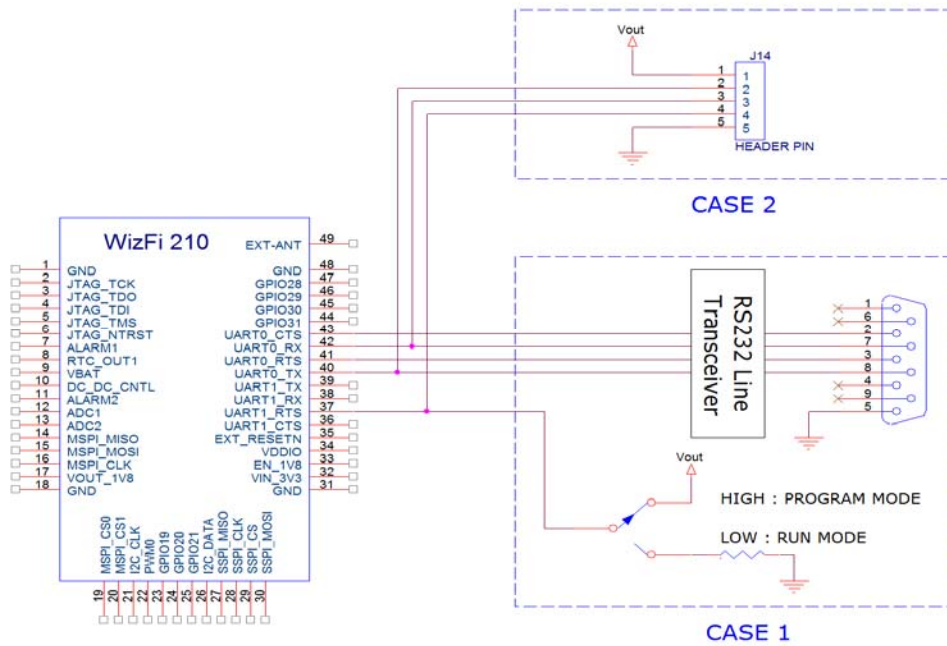 Vout
J14
1 1
2 2
3 3
4 4
5 5
HEADER PIN
CASE 2
WizFi 210
EXT-ANT 49
1 GND
2 JTAG_TCK
3 JTAG_TDO
4 JTAG_TDI
5 JTAG_TMS
6 JTAG_NTRST
7 ALARM1
8 RTC_OUT1
9 VBAT
10 DC_DC_CNTL
11 ALARM2
12 ADC1
13 ADC2
14 MSPI_MISO
15 MSPI_MOSI
16 MSPI_CLK
17 VOUT_1V8
18 GND
GND 48
GPIO28 47
GPIO29 46
GPIO30 45
GPIO31 44
UART0_CTS 43
UART0_RX 42
UART0_RTS 41
UART0_TX 40
UART1_TX 39
UART1_RX 38
UART1_RTS 37
UART1_CTS 36
EXT_RESETN 35
VDDIO 34
EN_1V8 33
VIN_3V3 32
GND 31
MSPI_CS0 19
MSPI_CS1 20
I2C_CLK 21
PWM0 22
GPIO19 23
GPIO20 24
GPIO21 25
I2C_DATA 26
SSPI_MISO 27
SSPI_CLK 28
SSPI_CS 29
SSPI_MOSI 30
RS232 Line
Transceiver
1
6
2
7
3
8
4
9
5
Vout
HIGH : PROGRAM MODE
LOW : RUN MODE
CASE 1